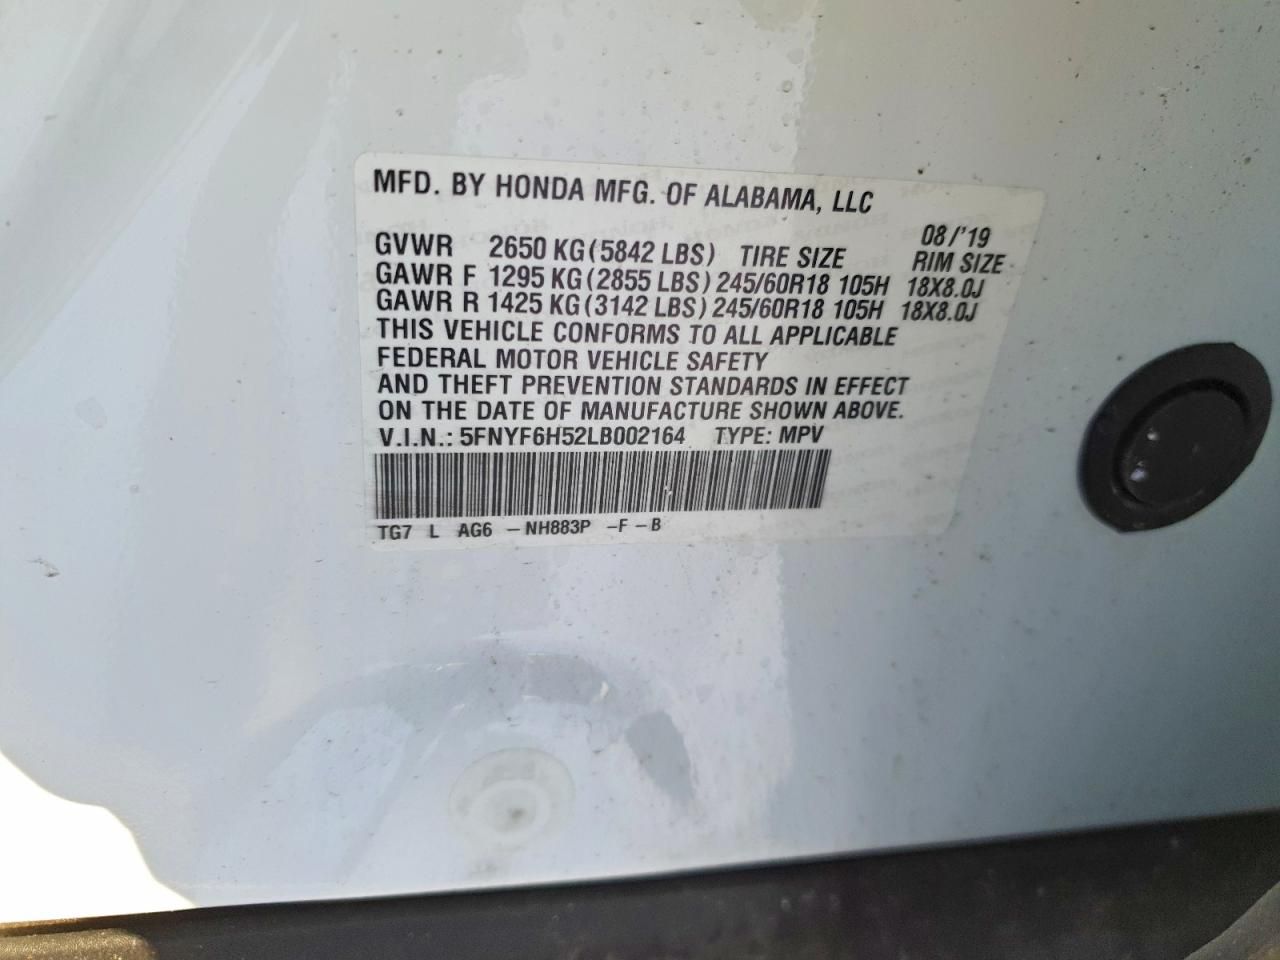 MFD. BY HONDA MFG. OF ALABAMA, LLC
08/'19
GVWR 2650 KG(5842 LBS) TIRE SIZE RIM SIZE
GAWR F 1295 KG(2855 LBS) 245/60R18 105H 18X8.0J
GAWR R 1425 KG(3142 LBS) 245/60R18 105H 18X8.0J
THIS VEHICLE CONFORMS TO ALL APPLICABLE
FEDERAL MOTOR VEHICLE SAFETY
AND THEFT PREVENTION STANDARDS IN EFFECT
ON THE DATE OF MANUFACTURE SHOWN ABOVE.
V.I.N.: 5FNYF6H52LB002164 TYPE: MPV
TG7 L AG6 -NH883P -F-B